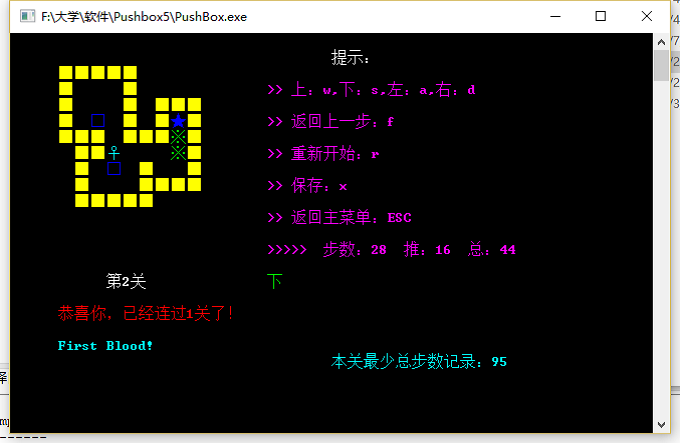 F:\大学\软件\Pushbox5\PushBox.exe
提示：
>> 上：w,下：s,左：a,右：d
>> 返回上一步：f
>> 重新开始：r
>> 保存：x
>> 返回主菜单：ESC
>>>>> 步数：28 推：16 总：44
第2关
下
恭喜你，已经连过1关了！
First Blood!
本关最少总步数记录：95